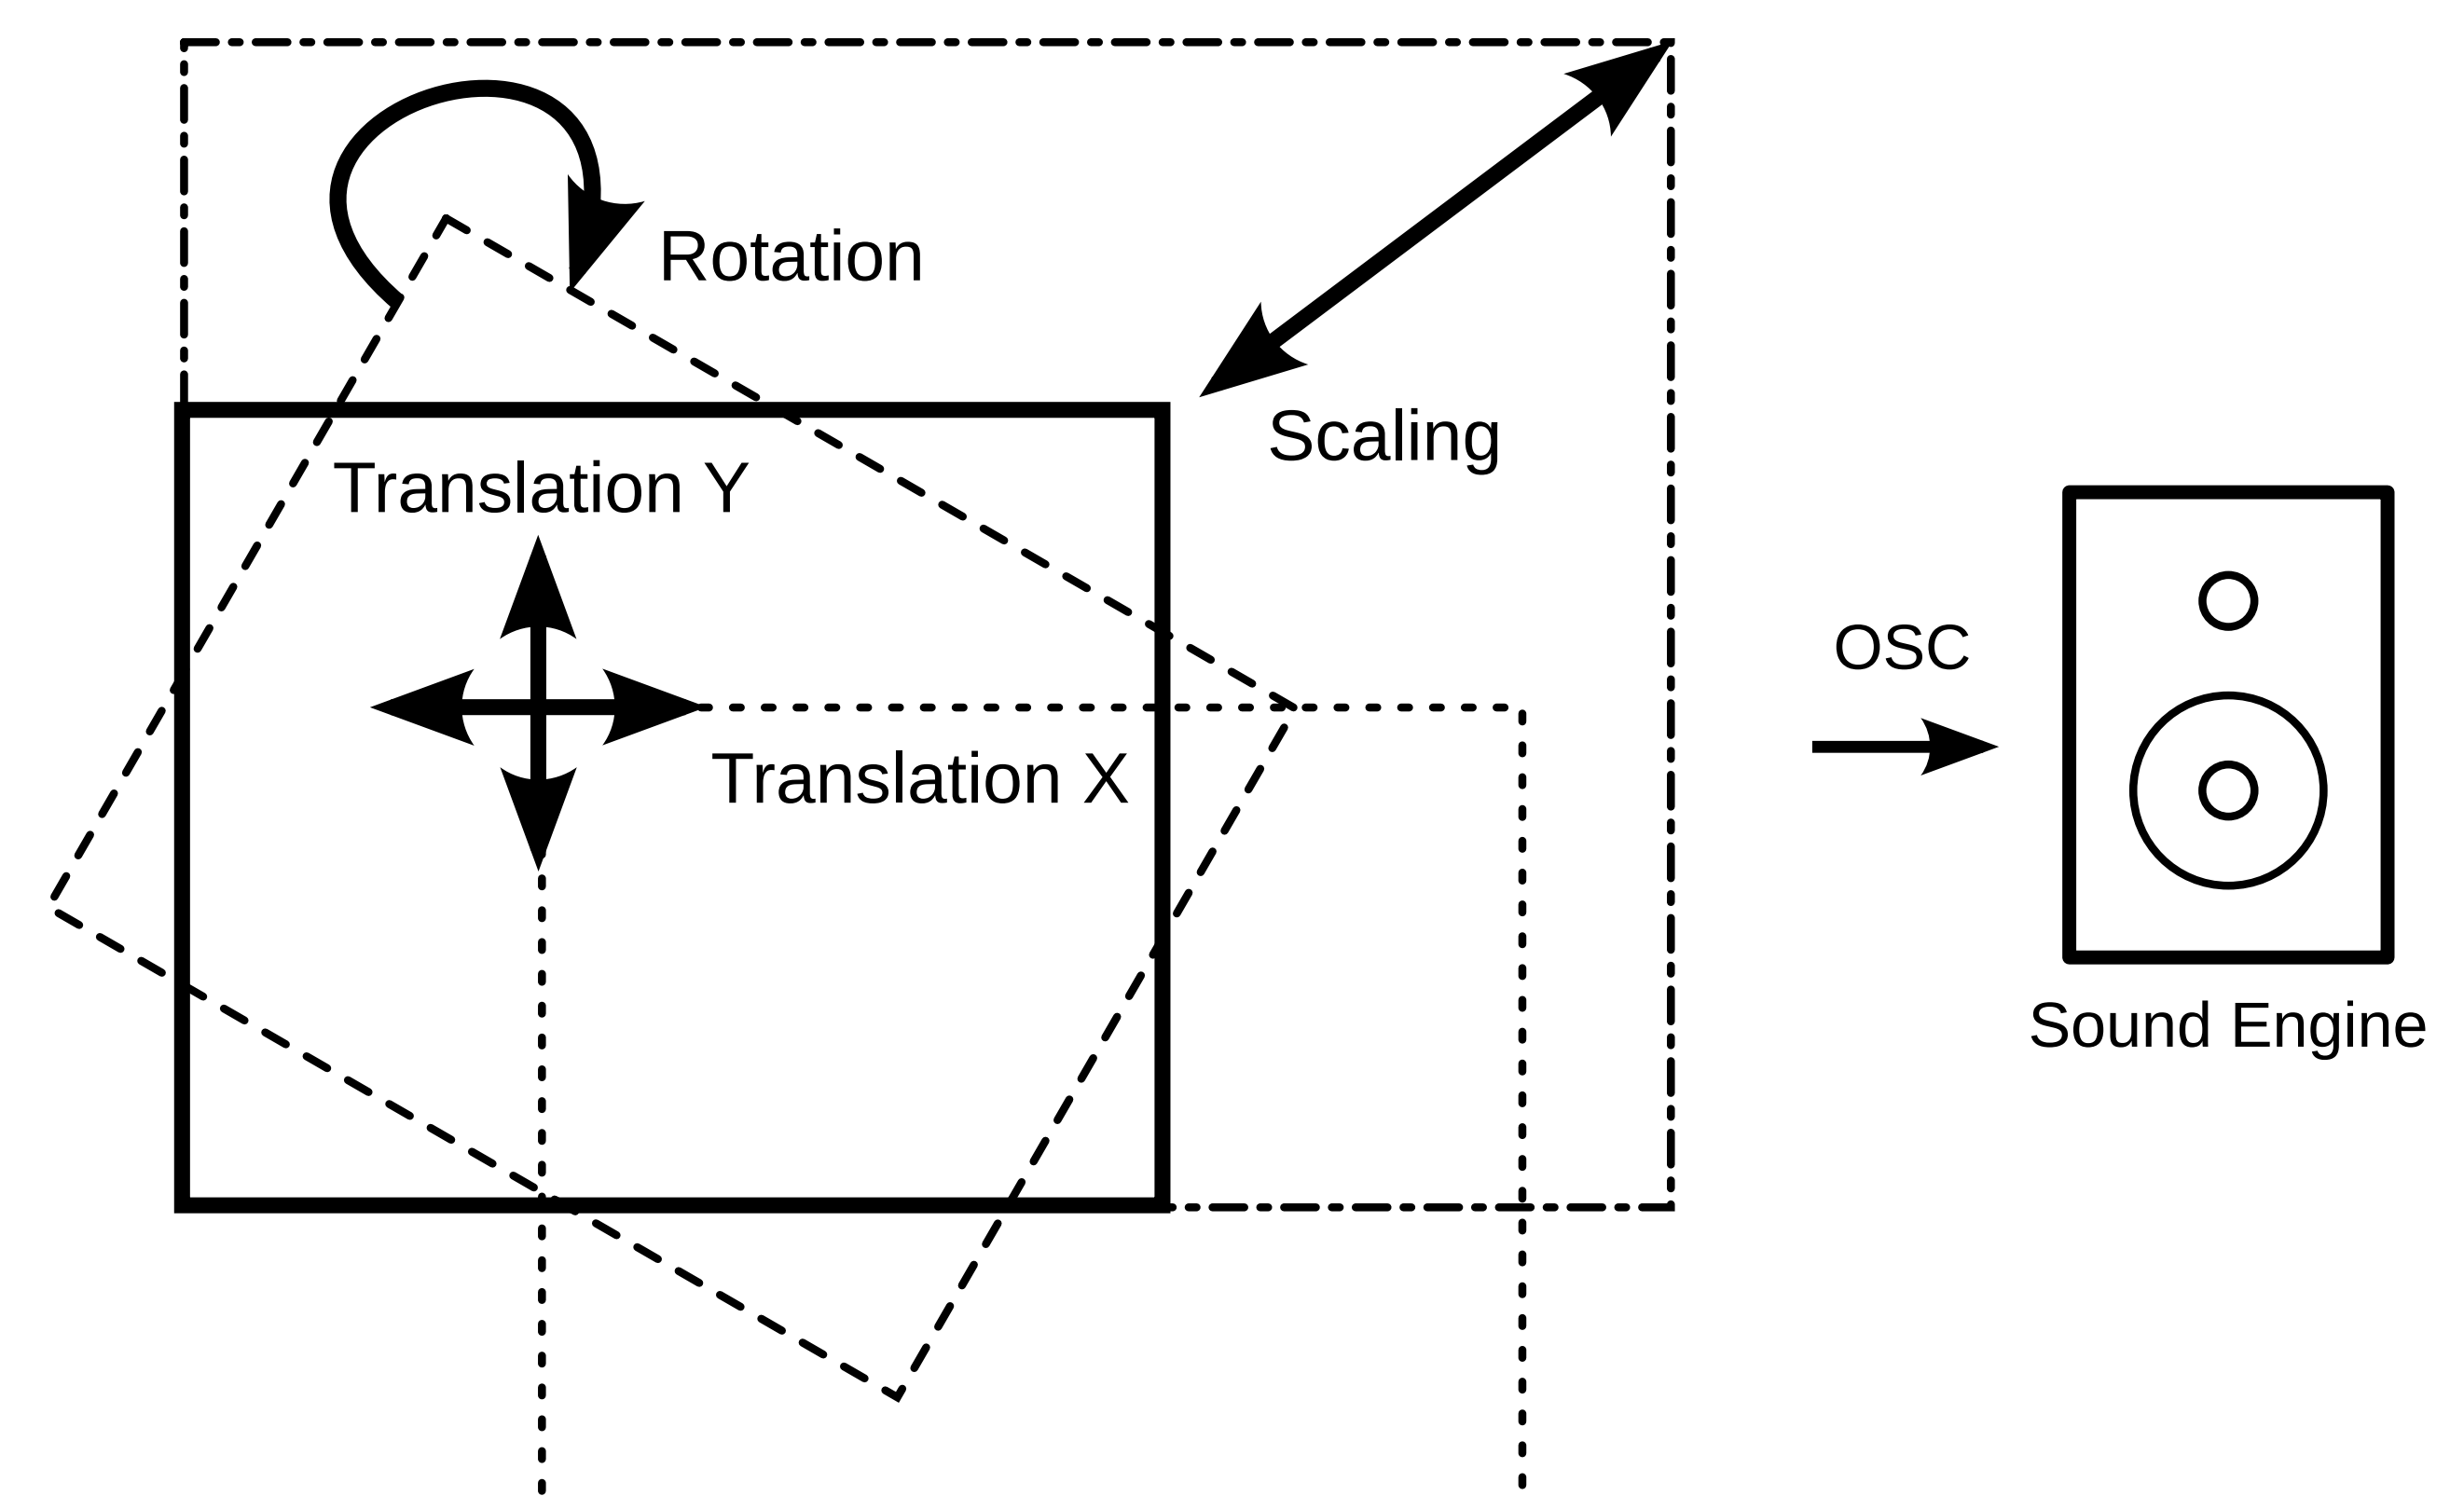 Rotation
Scaling
Translation Y
OSC
Translation X
Sound Engine